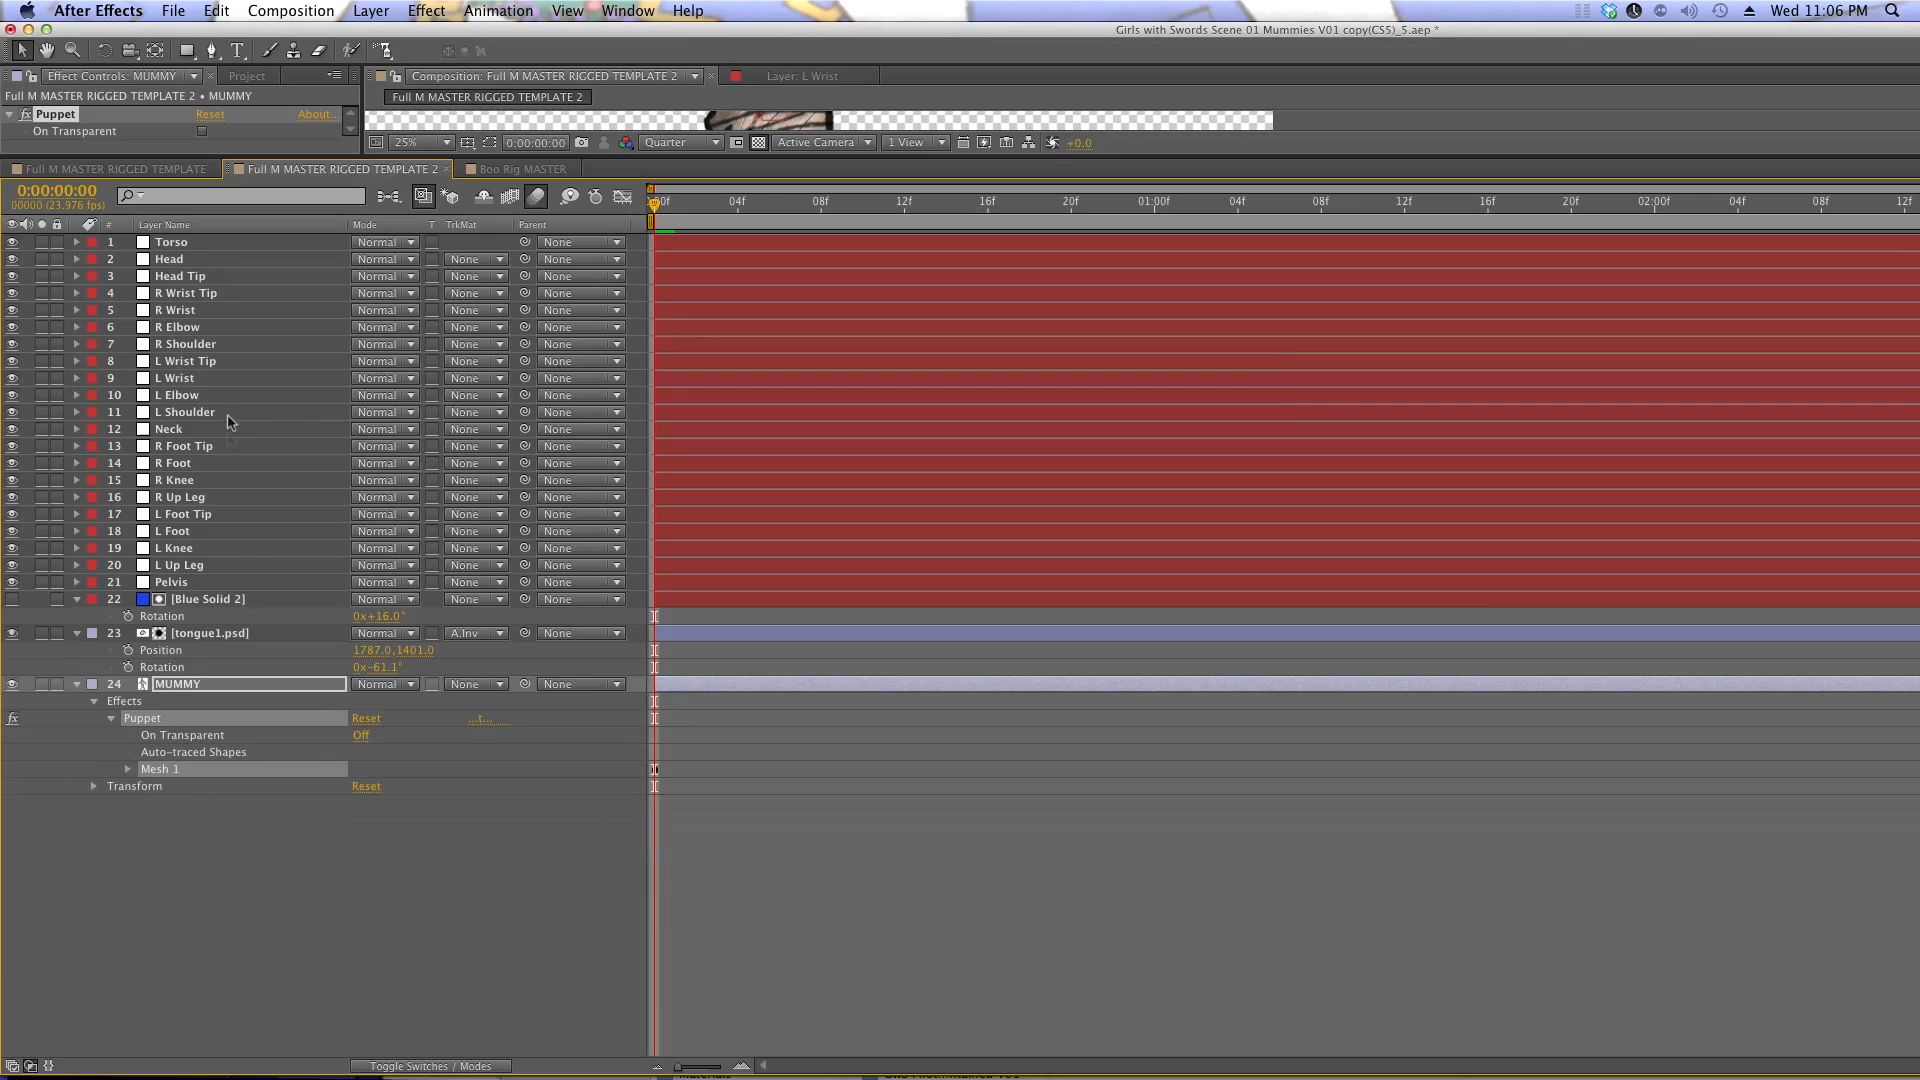 After Effects File Edit Composition Layer Effect Animation View Window Help Wed 11:06 PM
Girls with Swords Scene 01 Mummies V01 copy(CS5)_5.aep *
Effect Controls: MUMMY Project Composition: Full M MASTER RIGGED TEMPLATE 2 Layer: L Wrist
Full M MASTER RIGGED TEMPLATE 2 • MUMMY Full M MASTER RIGGED TEMPLATE 2
fx Puppet Reset About...
On Transparent
25% 0:00:00:00 Quarter Active Camera 1 View +0.0
Full M MASTER RIGGED TEMPLATE Full M MASTER RIGGED TEMPLATE 2 Boo Rig MASTER
0:00:00:00
00000 (23.976 fps)
00f 04f 08f 12f 16f 20f 01:00f 04f 08f 12f 16f 20f 02:00f 04f 08f 12f
# Layer Name Mode T TrkMat Parent
1 Torso Normal None
2 Head Normal None None
3 Head Tip Normal None None
4 R Wrist Tip Normal None None
5 R Wrist Normal None None
6 R Elbow Normal None None
7 R Shoulder Normal None None
8 L Wrist Tip Normal None None
9 L Wrist Normal None None
10 L Elbow Normal None None
11 L Shoulder Normal None None
12 Neck Normal None None
13 R Foot Tip Normal None None
14 R Foot Normal None None
15 R Knee Normal None None
16 R Up Leg Normal None None
17 L Foot Tip Normal None None
18 L Foot Normal None None
19 L Knee Normal None None
20 L Up Leg Normal None None
21 Pelvis Normal None None
22 [Blue Solid 2] Normal None None
Rotation 0x+16.0°
23 [tongue1.psd] Normal A.Inv None
Position 1787.0,1401.0
Rotation 0x-61.1°
24 MUMMY Normal None None
Effects
fx Puppet Reset ...t...
On Transparent Off
Auto-traced Shapes
Mesh 1
Transform Reset
Toggle Switches / Modes